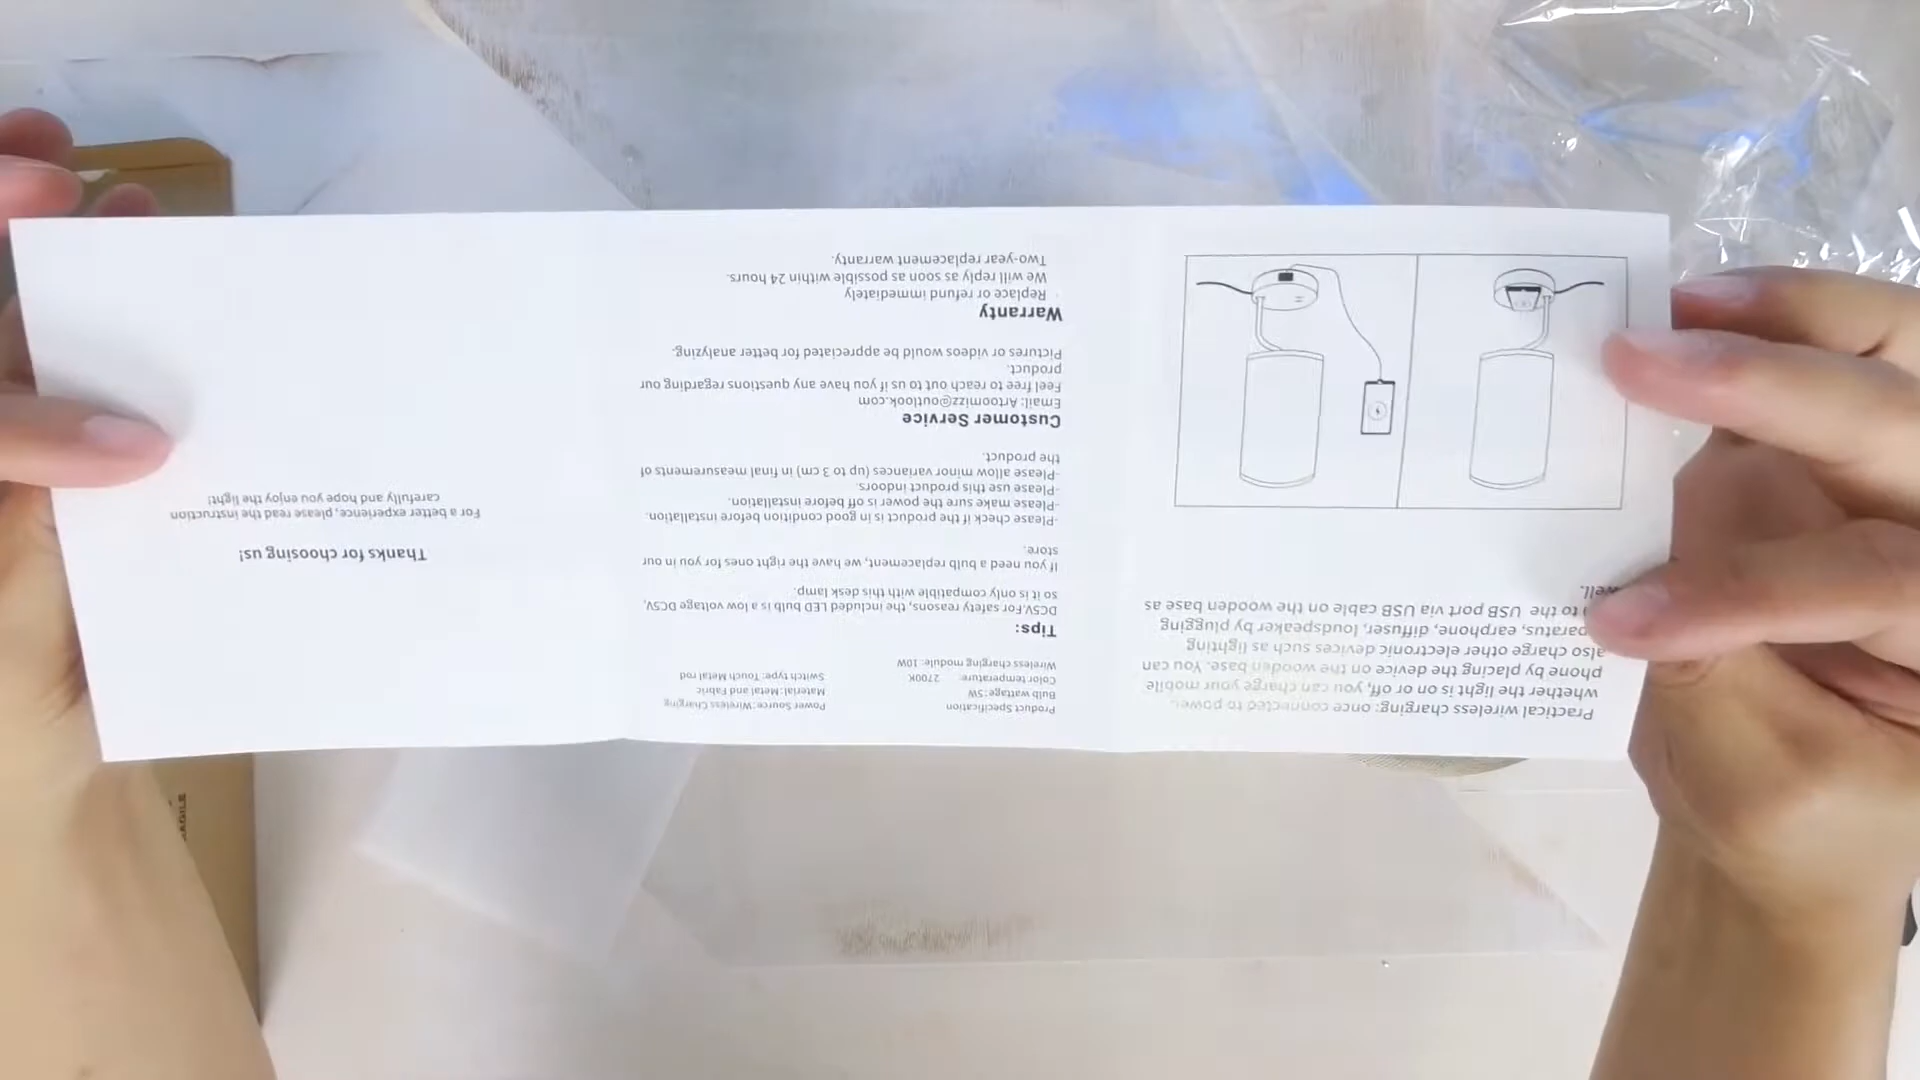 Practical wireless charging: once connected to power,
whether the light is on or off, you can charge your mobile
phone by placing the device on the wooden base. You can
also charge other electronic devices such as lighting
earphone, diffuser, loudspeaker by plugging
to the USB port via USB cable on the wooden base as
well.
Product Specification
Bulb wattage: 5W
Color temperature: 2700K
Wireless charging module: 10W
Power Source: Wireless Charging
Material: Metal and Fabric
Switch type: Touch Metal rod
Tips:
DC5V.For safety reasons, the included LED bulb is a low voltage DC5V,
so it is only compatible with this desk lamp.
If you need a bulb replacement, we have the right ones for you in our
store.
-Please check if the product is in good condition before installation.
-Please make sure the power is off before installation.
-Please use this product indoors.
-Please allow minor variances (up to 3 cm) in final measurements of
the product.
Customer Service
Email: Artoomizz@outlook.com
Feel free to reach out to us if you have any questions regarding our
product.
Pictures or videos would be appreciated for better analyzing.
Warranty
Replace or refund immediately
We will reply as soon as possible within 24 hours.
Two-year replacement warranty.
Thanks for choosing us!
For a better experience, please read the instruction
carefully and hope you enjoy the light!